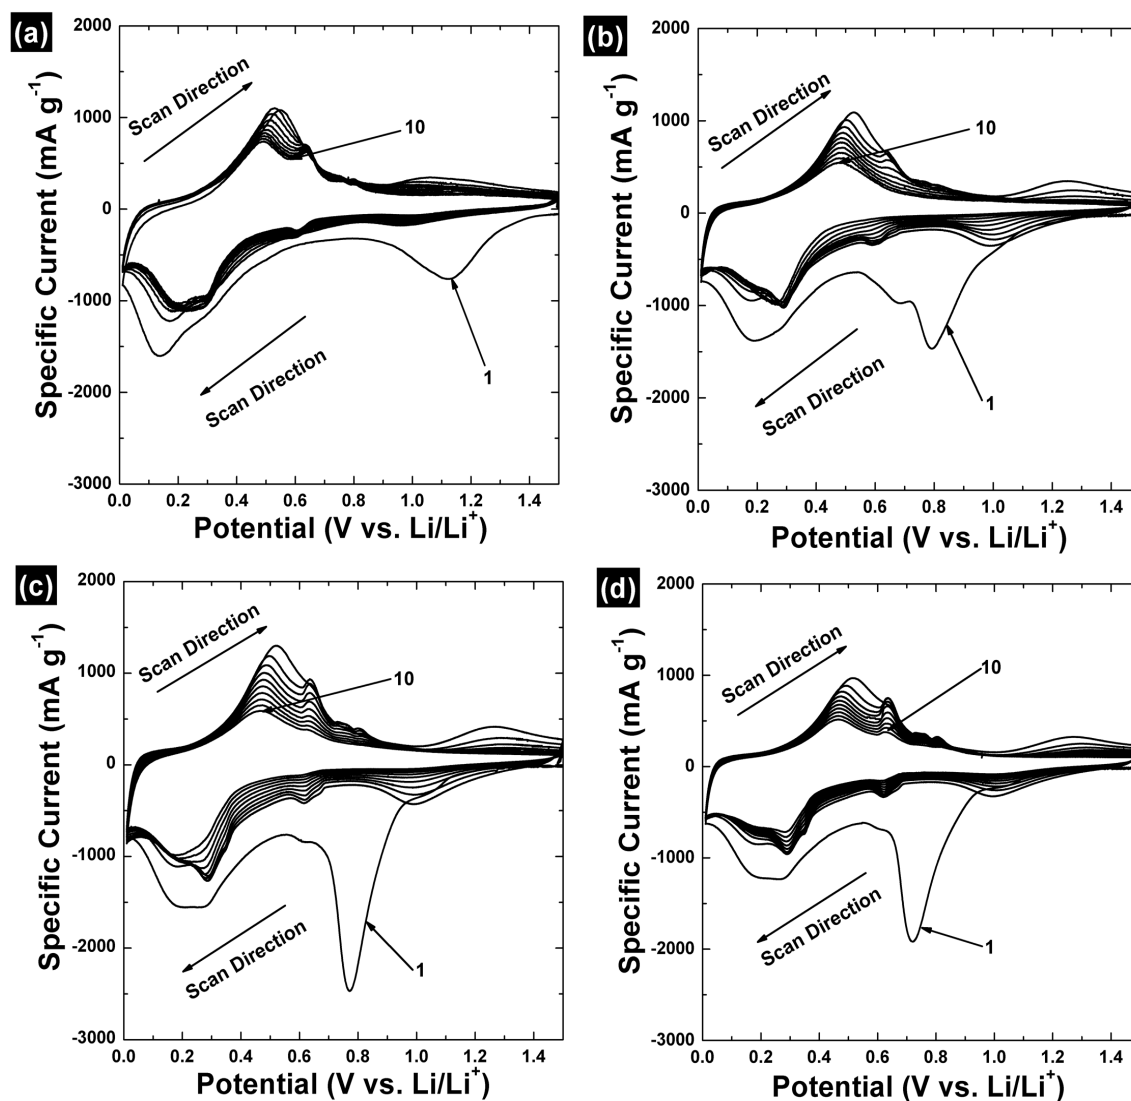 (a)
2000
1000
0
-1000
-2000
-3000
Specific Current (mA g⁻¹)
Scan Direction
10
Scan Direction
1
0.0 0.2 0.4 0.6 0.8 1.0 1.2 1.4
Potential (V vs. Li/Li⁺)
(b)
2000
1000
0
-1000
-2000
-3000
Specific Current (mA g⁻¹)
Scan Direction
10
Scan Direction
1
0.0 0.2 0.4 0.6 0.8 1.0 1.2 1.4
Potential (V vs. Li/Li⁺)
(c)
2000
1000
0
-1000
-2000
-3000
Specific Current (mA g⁻¹)
Scan Direction
10
Scan Direction
1
0.0 0.2 0.4 0.6 0.8 1.0 1.2 1.4
Potential (V vs. Li/Li⁺)
(d)
2000
1000
0
-1000
-2000
-3000
Specific Current (mA g⁻¹)
Scan Direction
10
Scan Direction
1
0.0 0.2 0.4 0.6 0.8 1.0 1.2 1.4
Potential (V vs. Li/Li⁺)